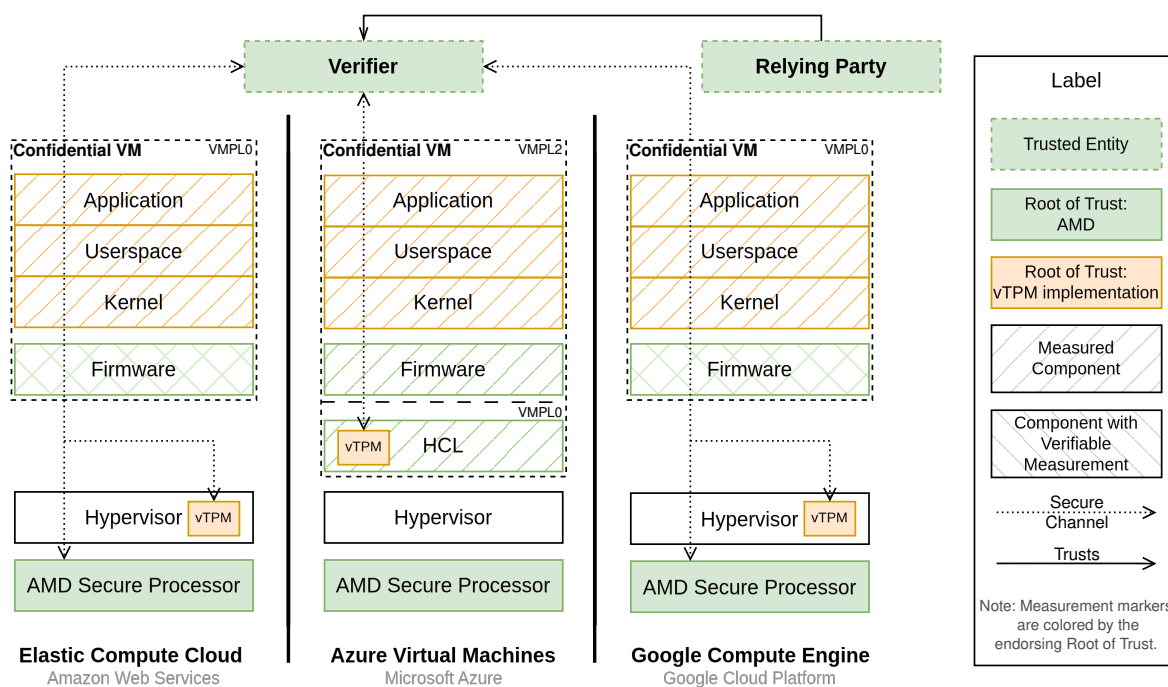 Verifier
Relying Party
Confidential VM
VMPL0
Application
Userspace
Kernel
Firmware
Hypervisor
vTPM
AMD Secure Processor
Elastic Compute Cloud
Amazon Web Services
Confidential VM
VMPL2
Application
Userspace
Kernel
Firmware
VMPL0
vTPM
HCL
Hypervisor
AMD Secure Processor
Azure Virtual Machines
Microsoft Azure
Confidential VM
VMPL0
Application
Userspace
Kernel
Firmware
Hypervisor
vTPM
AMD Secure Processor
Google Compute Engine
Google Cloud Platform
Label
Trusted Entity
Root of Trust:
AMD
Root of Trust:
vTPM implementation
Measured
Component
Component with
Verifiable
Measurement
Secure
Channel
Trusts
Note: Measurement markers
are colored by the
endorsing Root of Trust.